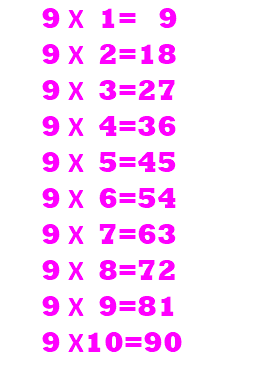 9 X 1= 9
9 X 2=18
9 X 3=27
9 X 4=36
9 X 5=45
9 X 6=54
9 X 7=63
9 X 8=72
9 X 9=81
9 X10=90